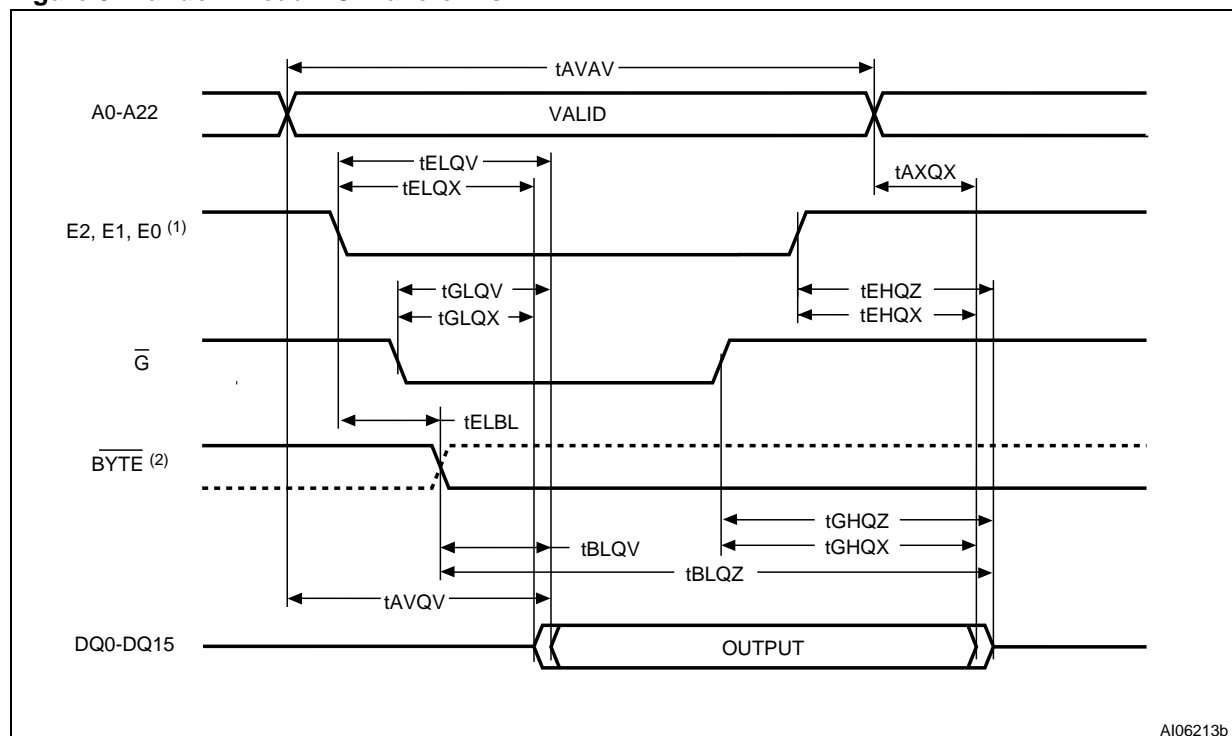 tAVAV
A0-A22
VALID
tELQV
tAXQX
tELQX
E2, E1, E0 (1)
tGLQV
tEHQZ
tGLQX
tEHQX
G
tELBL
BYTE (2)
tGHQZ
tBLQV
tGHQX
tBLQZ
tAVQV
DQ0-DQ15
OUTPUT
AI06213b